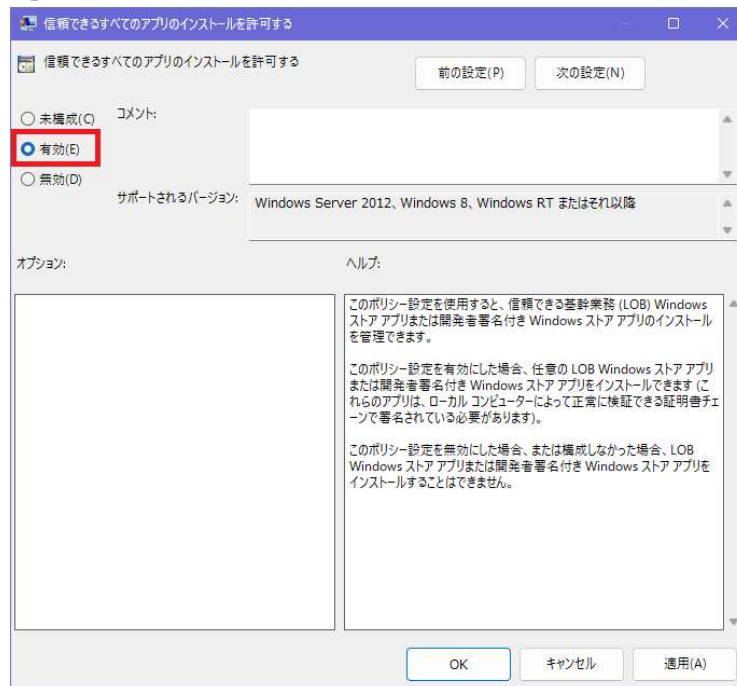 信頼できるすべてのアプリのインストールを許可する
信頼できるすべてのアプリのインストールを許可する
前の設定(P)
次の設定(N)
未構成(C)
コメント:
有効(E)
無効(D)
サポートされるバージョン:
Windows Server 2012、Windows 8、Windows RT またはそれ以降
オプション:
ヘルプ:
このポリシー設定を使用すると、信頼できる基幹業務 (LOB) Windows
ストア アプリまたは開発者署名付き Windows ストア アプリのインストール
を管理できます。
このポリシー設定を有効にした場合、任意の LOB Windows ストア アプリ
または開発者署名付き Windows ストア アプリをインストールできます (こ
れらのアプリは、ローカル コンピューターによって正常に検証できる証明書チェ
ーンで署名されている必要があります)。
このポリシー設定を無効にした場合、または構成しなかった場合、LOB
Windows ストア アプリまたは開発者署名付き Windows ストア アプリを
インストールすることはできません。
OK
キャンセル
適用(A)